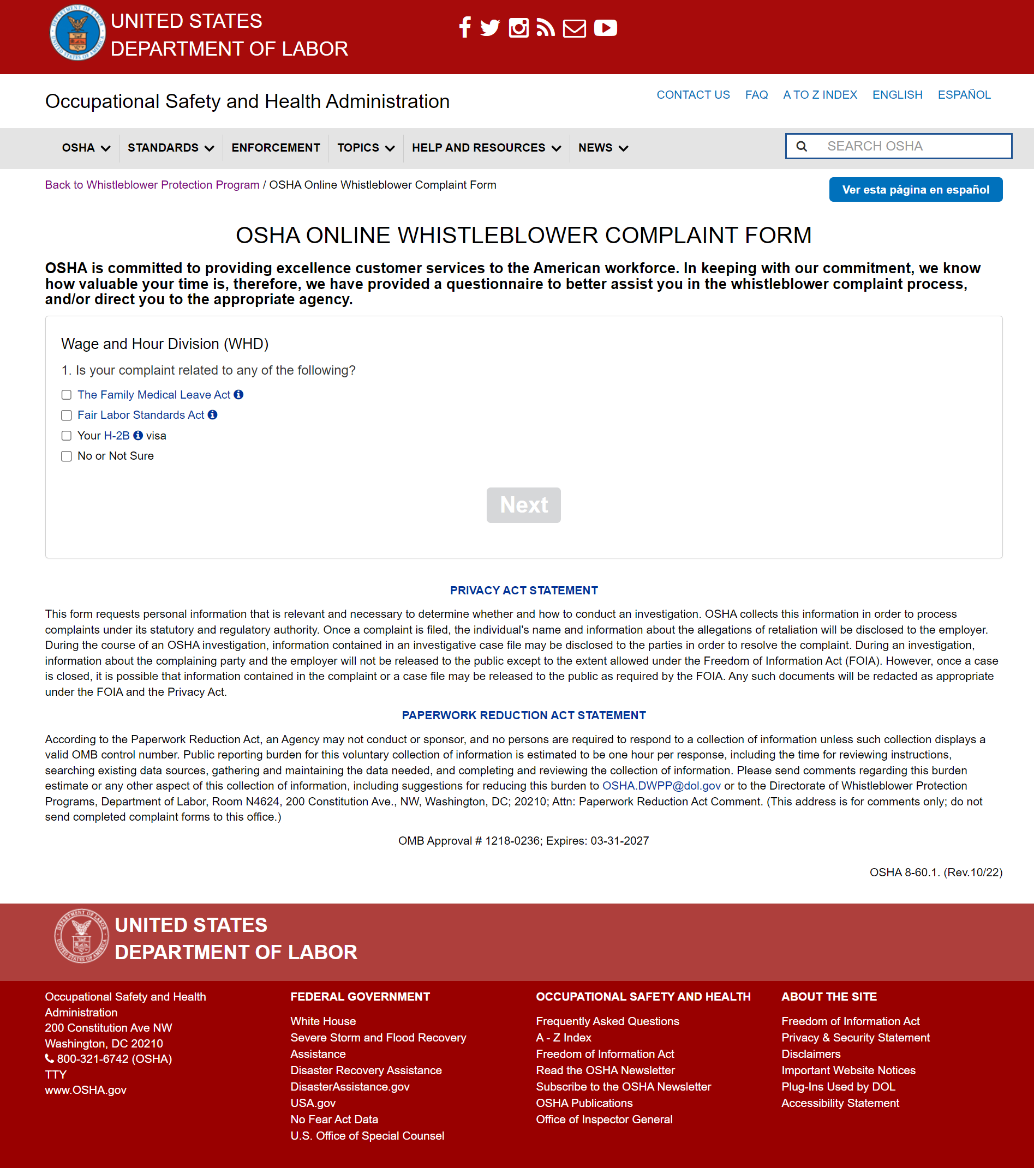 UNITED STATES
DEPARTMENT OF LABOR
Occupational Safety and Health Administration
CONTACT US FAQ A TO Z INDEX ENGLISH ESPAÑOL
OSHA STANDARDS ENFORCEMENT TOPICS HELP AND RESOURCES NEWS SEARCH OSHA
Back to Whistleblower Protection Program / OSHA Online Whistleblower Complaint Form
Ver esta página en español
OSHA ONLINE WHISTLEBLOWER COMPLAINT FORM
OSHA is committed to providing excellence customer services to the American workforce. In keeping with our commitment, we know
how valuable your time is, therefore, we have provided a questionnaire to better assist you in the whistleblower complaint process,
and/or direct you to the appropriate agency.
Wage and Hour Division (WHD)
1. Is your complaint related to any of the following?
The Family Medical Leave Act
Fair Labor Standards Act
Your H-2B visa
No or Not Sure
Next
PRIVACY ACT STATEMENT
This form requests personal information that is relevant and necessary to determine whether and how to conduct an investigation. OSHA collects this information in order to process
complaints under its statutory and regulatory authority. Once a complaint is filed, the individual's name and information about the allegations of retaliation will be disclosed to the employer.
During the course of an OSHA investigation, information contained in an investigative case file may be disclosed to the parties in order to resolve the complaint. During an investigation,
information about the complaining party and the employer will not be released to the public except to the extent allowed under the Freedom of Information Act (FOIA). However, once a case
is closed, it is possible that information contained in the complaint or a case file may be released to the public as required by the FOIA. Any such documents will be redacted as appropriate
under the FOIA and the Privacy Act.
PAPERWORK REDUCTION ACT STATEMENT
According to the Paperwork Reduction Act, an Agency may not conduct or sponsor, and no persons are required to respond to a collection of information unless such collection displays a
valid OMB control number. Public reporting burden for this voluntary collection of information is estimated to be one hour per response, including the time for reviewing instructions,
searching existing data sources, gathering and maintaining the data needed, and completing and reviewing the collection of information. Please send comments regarding this burden
estimate or any other aspect of this collection of information, including suggestions for reducing this burden to OSHA.DWPP@dol.gov or to the Directorate of Whistleblower Protection
Programs, Department of Labor, Room N4624, 200 Constitution Ave., NW, Washington, DC; 20210; Attn: Paperwork Reduction Act Comment. (This address is for comments only; do not
send completed complaint forms to this office.)
OMB Approval # 1218-0236; Expires: 03-31-2027
OSHA 8-60.1. (Rev.10/22)
UNITED STATES
DEPARTMENT OF LABOR
Occupational Safety and Health
Administration
200 Constitution Ave NW
Washington, DC 20210
800-321-6742 (OSHA)
TTY
www.OSHA.gov
FEDERAL GOVERNMENT
White House
Severe Storm and Flood Recovery
Assistance
Disaster Recovery Assistance
DisasterAssistance.gov
USA.gov
No Fear Act Data
U.S. Office of Special Counsel
OCCUPATIONAL SAFETY AND HEALTH
Frequently Asked Questions
A - Z Index
Freedom of Information Act
Read the OSHA Newsletter
Subscribe to the OSHA Newsletter
OSHA Publications
Office of Inspector General
ABOUT THE SITE
Freedom of Information Act
Privacy & Security Statement
Disclaimers
Important Website Notices
Plug-Ins Used by DOL
Accessibility Statement